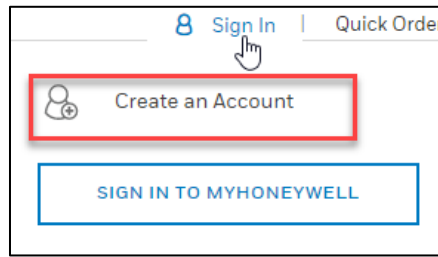 Sign In | Quick Orde
Create an Account
SIGN IN TO MYHONEYWELL